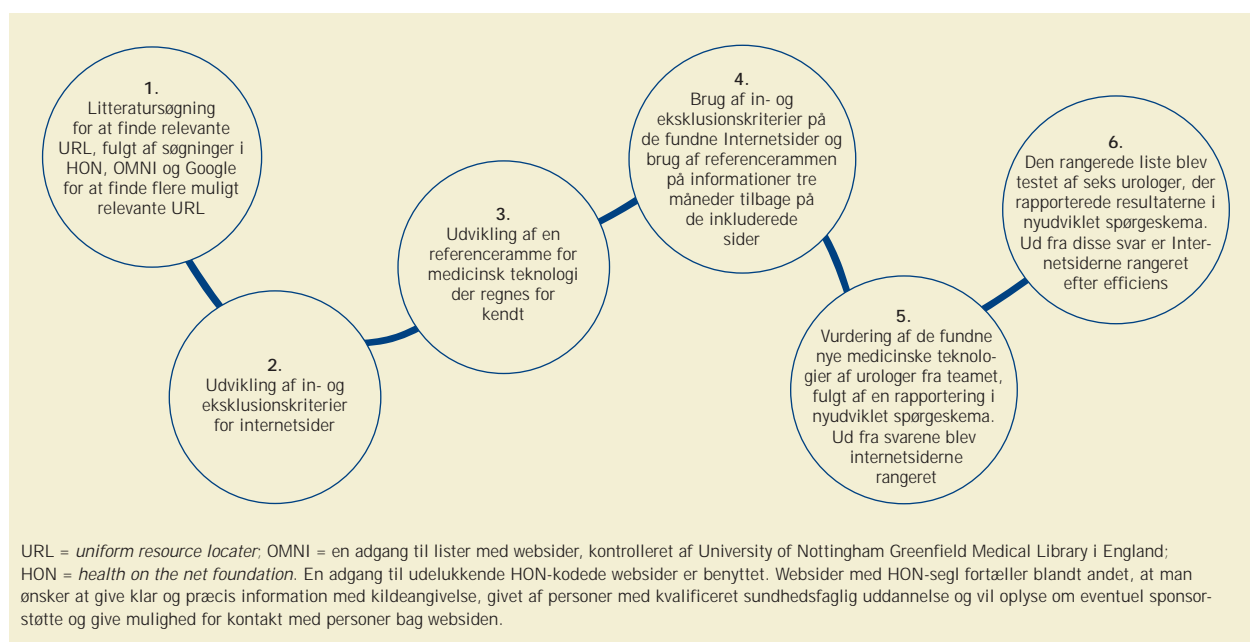 1.
Litteratursøgning
for at finde relevante
URL, fulgt af søgninger i
HON, OMNI og Google
for at finde flere muligt
relevante URL
2.
Udvikling af in- og
eksklusionskriterier
for internetsider
3.
Udvikling af en
referenceramme for
medicinsk teknologi
der regnes for
kendt
4.
Brug af in- og
eksklusionskriterier på
de fundne Internetsider og
brug af referencerammen
på informationer tre
måneder tilbage på
de inkluderede
sider
5.
Vurdering af de fundne
nye medicinske teknolo-
gier af urologer fra teamet,
fulgt af en rapportering i
nyudviklet spørgeskema.
Ud fra svarene blev
internetsiderne
rangeret
6.
Den rangerede liste blev
testet af seks urologer, der
rapporterede resultaterne i
nyudviklet spørgeskema.
Ud fra disse svar er Inter-
netsiderne rangeret
efter efficiens
URL = uniform resource locater; OMNI = en adgang til lister med websider, kontrolleret af University of Nottingham Greenfield Medical Library i England;
HON = health on the net foundation. En adgang til udelukkende HON-kodede websider er benyttet. Websider med HON-segl fortæller blandt andet, at man
ønsker at give klar og præcis information med kildeangivelse, givet af personer med kvalificeret sundhedsfaglig uddannelse og vil oplyse om eventuel sponsor-
støtte og give mulighed for kontakt med personer bag websiden.